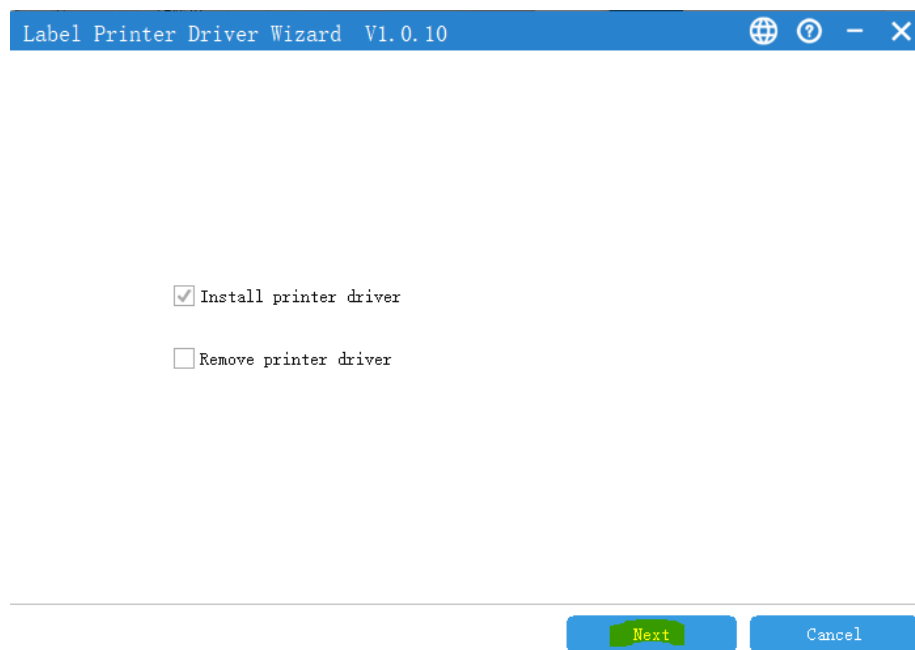 Label Printer Driver Wizard V1.0.10
Install printer driver
Remove printer driver
Next
Cancel